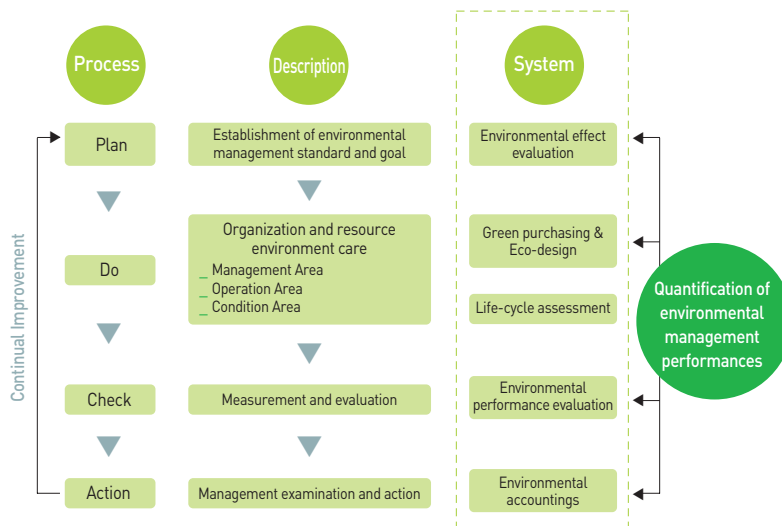 Process
Description
System
Plan
Establishment of environmental
management standard and goal
Environmental effect
evaluation
Do
Organization and resource
environment care
_ Management Area
_ Operation Area
_ Condition Area
Green purchasing &
Eco-design
Life-cycle assessment
Check
Measurement and evaluation
Environmental
performance evaluation
Action
Management examination and action
Environmental
accountings
Continual Improvement
Quantification of
environmental
management
performances